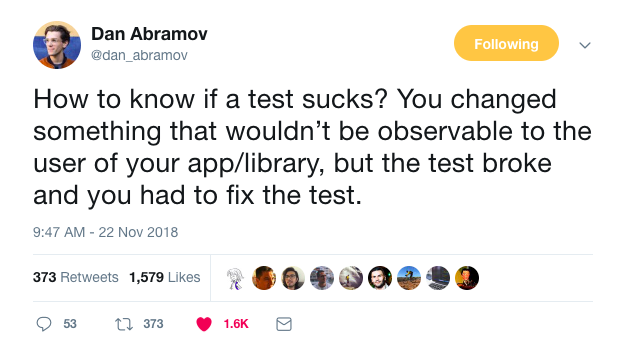 Dan Abramov
@dan_abramov
Following
How to know if a test sucks? You changed
something that wouldn’t be observable to the
user of your app/library, but the test broke
and you had to fix the test.
9:47 AM - 22 Nov 2018
373 Retweets 1,579 Likes
53 373 1.6K